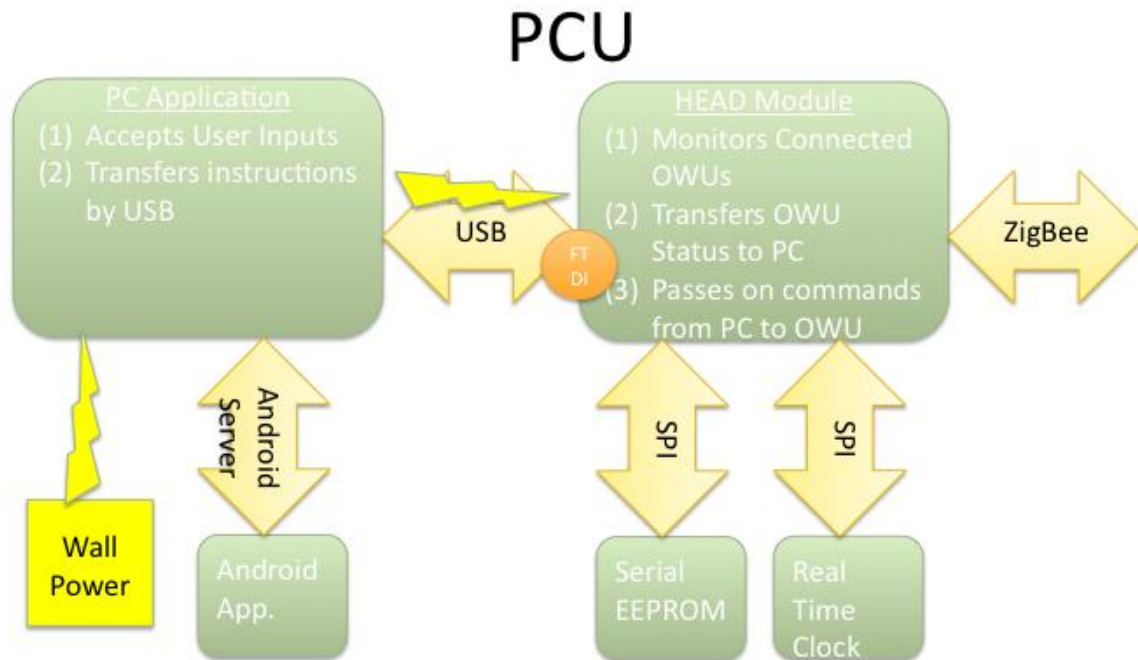 PCU
PC Application
(1) Accepts User Inputs
(2) Transfers instructions
by USB
USB
FT
DI
HEAD Module
(1) Monitors Connected
OWUs
(2) Transfers OWU
Status to PC
(3) Passes on commands
from PC to OWU
ZigBee
Android
Server
SPI
SPI
Wall
Power
Android
App.
Serial
EEPROM
Real
Time
Clock